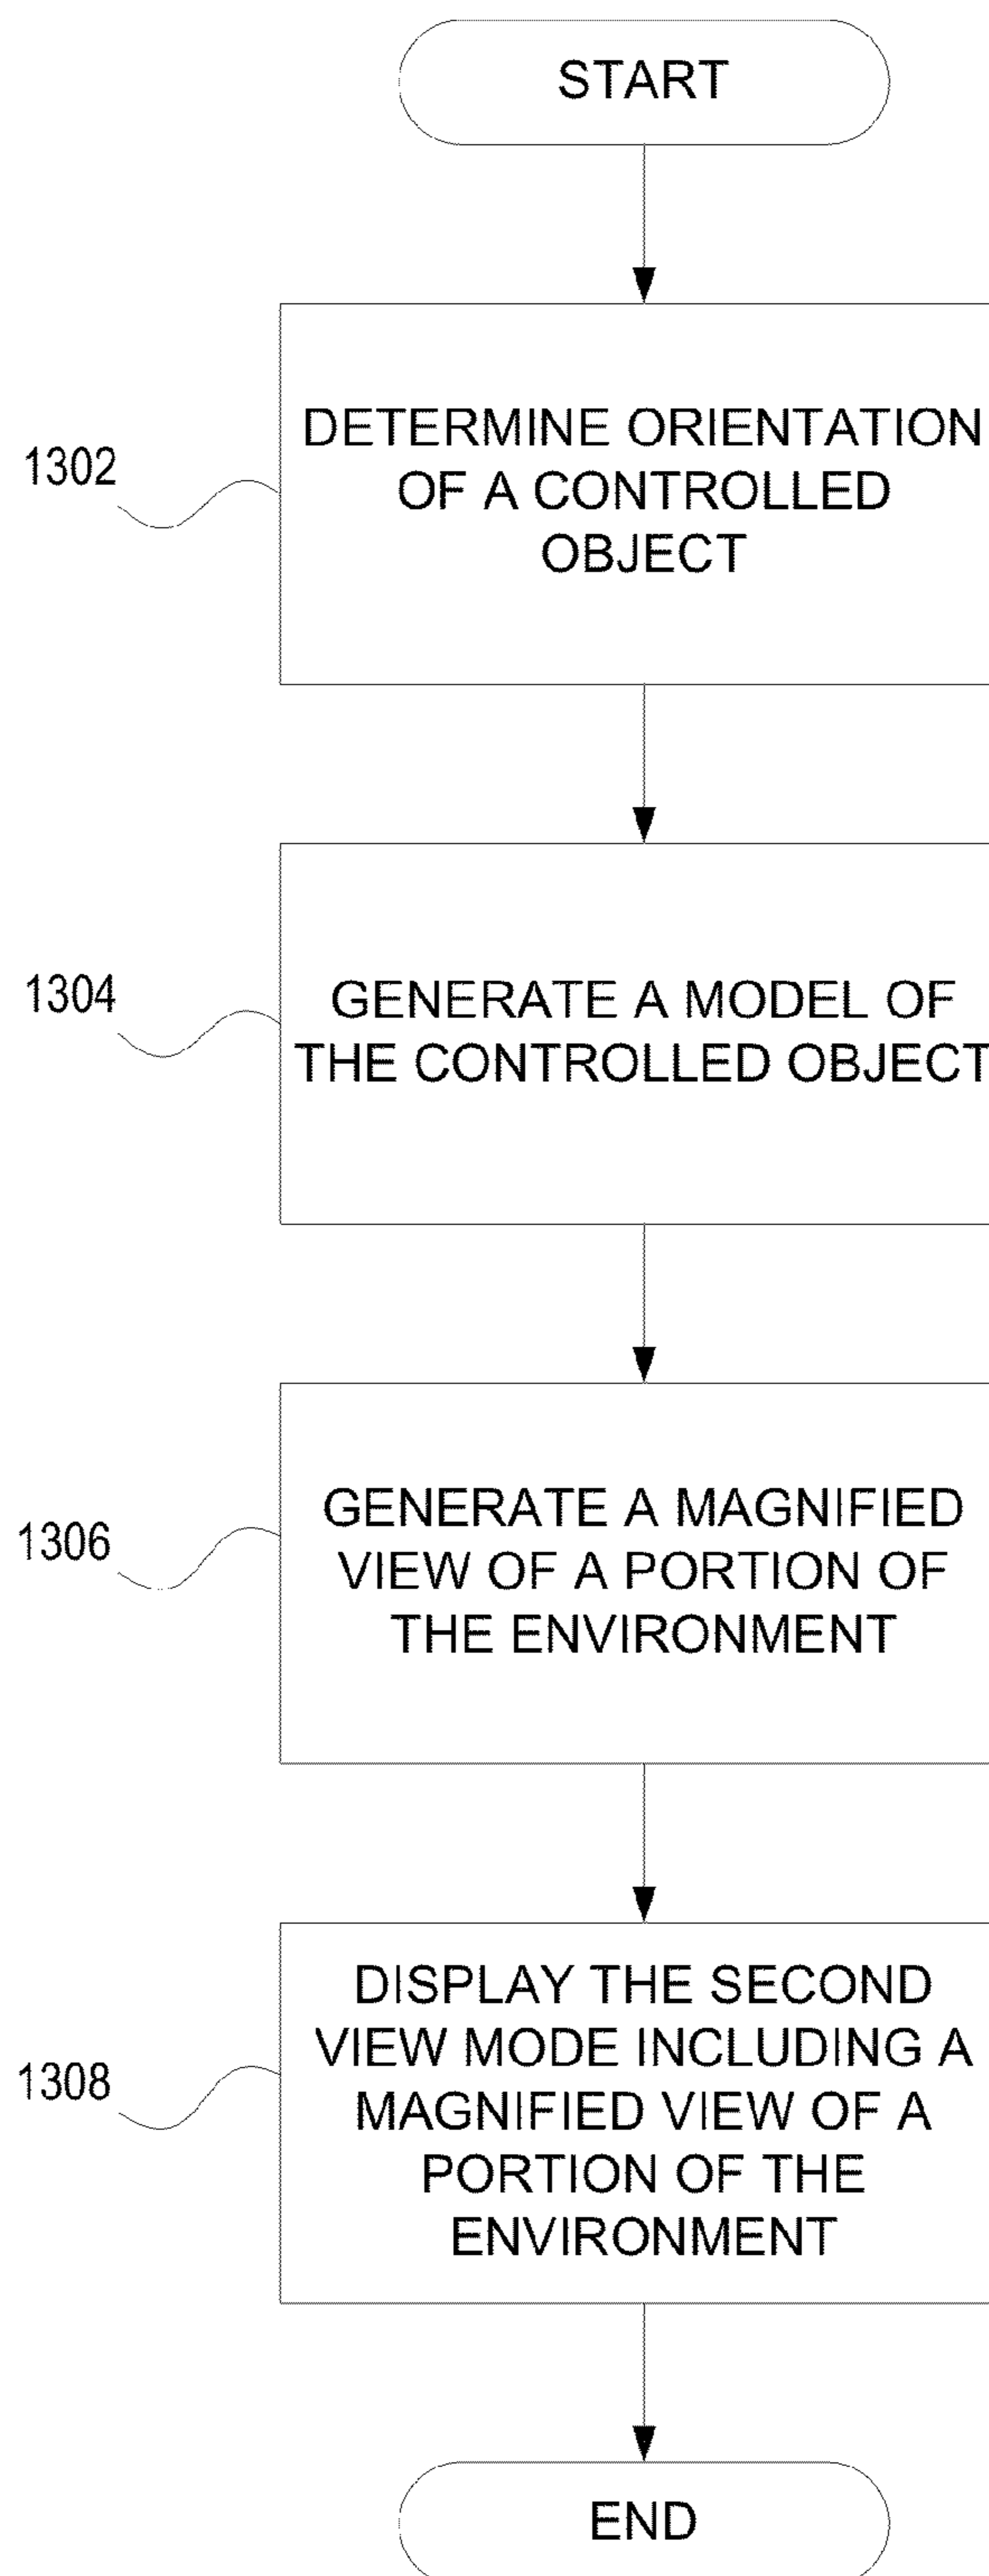 START
1302
DETERMINE ORIENTATION
OF A CONTROLLED
OBJECT
1304
GENERATE A MODEL OF
THE CONTROLLED OBJECT
1306
GENERATE A MAGNIFIED
VIEW OF A PORTION OF
THE ENVIRONMENT
1308
DISPLAY THE SECOND
VIEW MODE INCLUDING A
MAGNIFIED VIEW OF A
PORTION OF THE
ENVIRONMENT
END